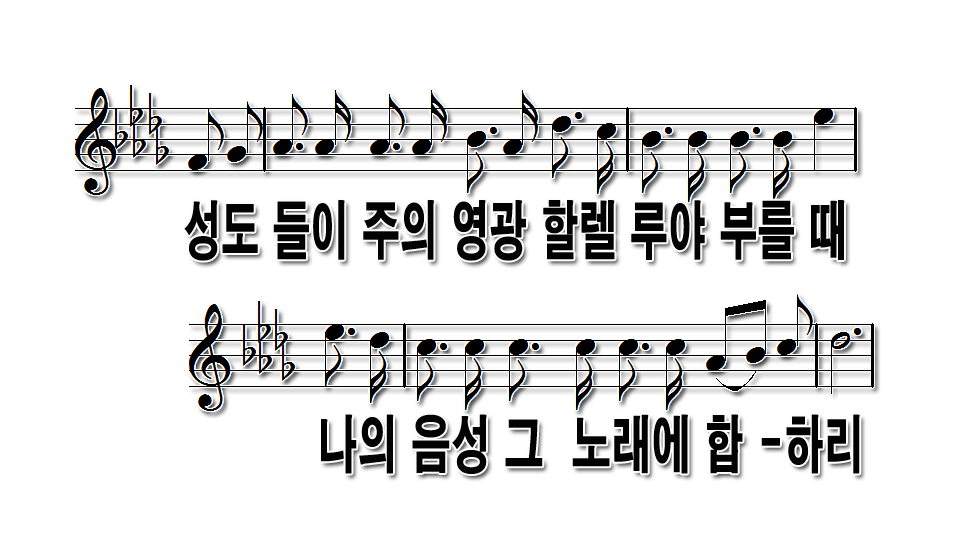 성도 들이 주의 영광 할렐 루야 부를 때
나의 음성 그 노래에 합 -하리